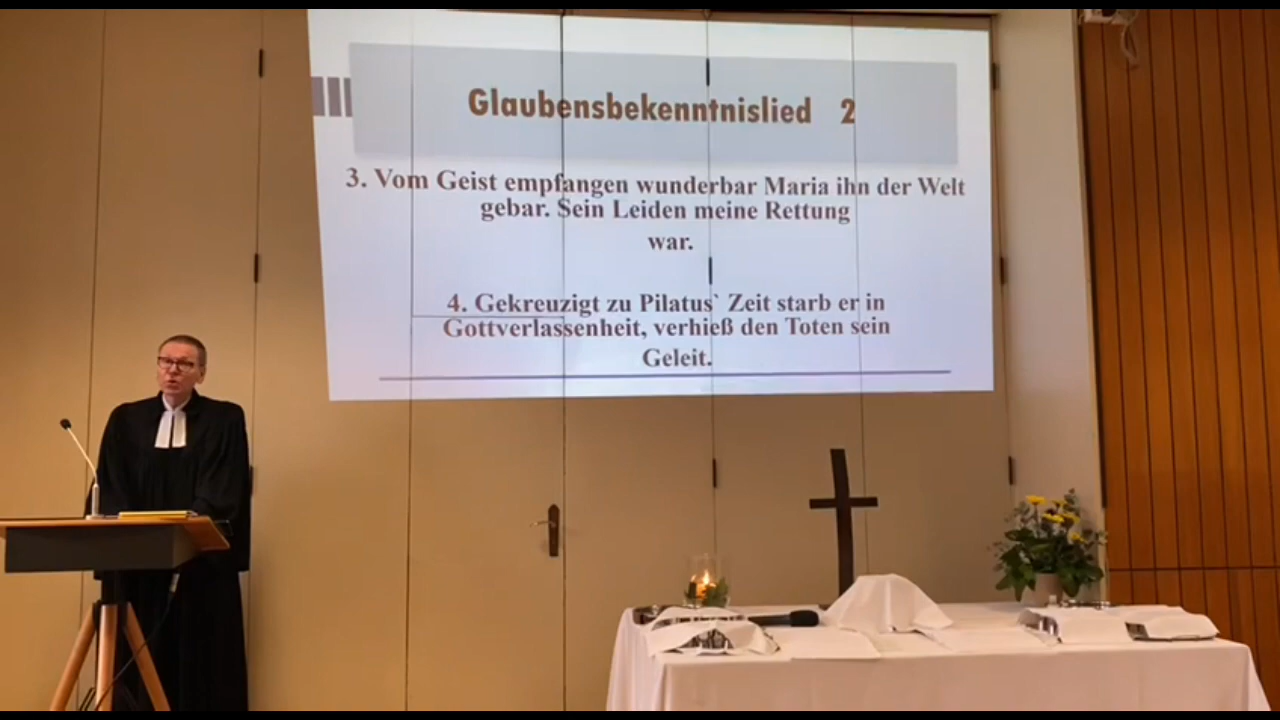 Glaubensbekenntnislied 2
3. Vom Geist empfangen wunderbar Maria ihn der Welt
gebar. Sein Leiden meine Rettung
war.
4. Gekreuzigt zu Pilatus` Zeit starb er in
Gottverlassenheit, verhieß den Toten sein
Geleit.